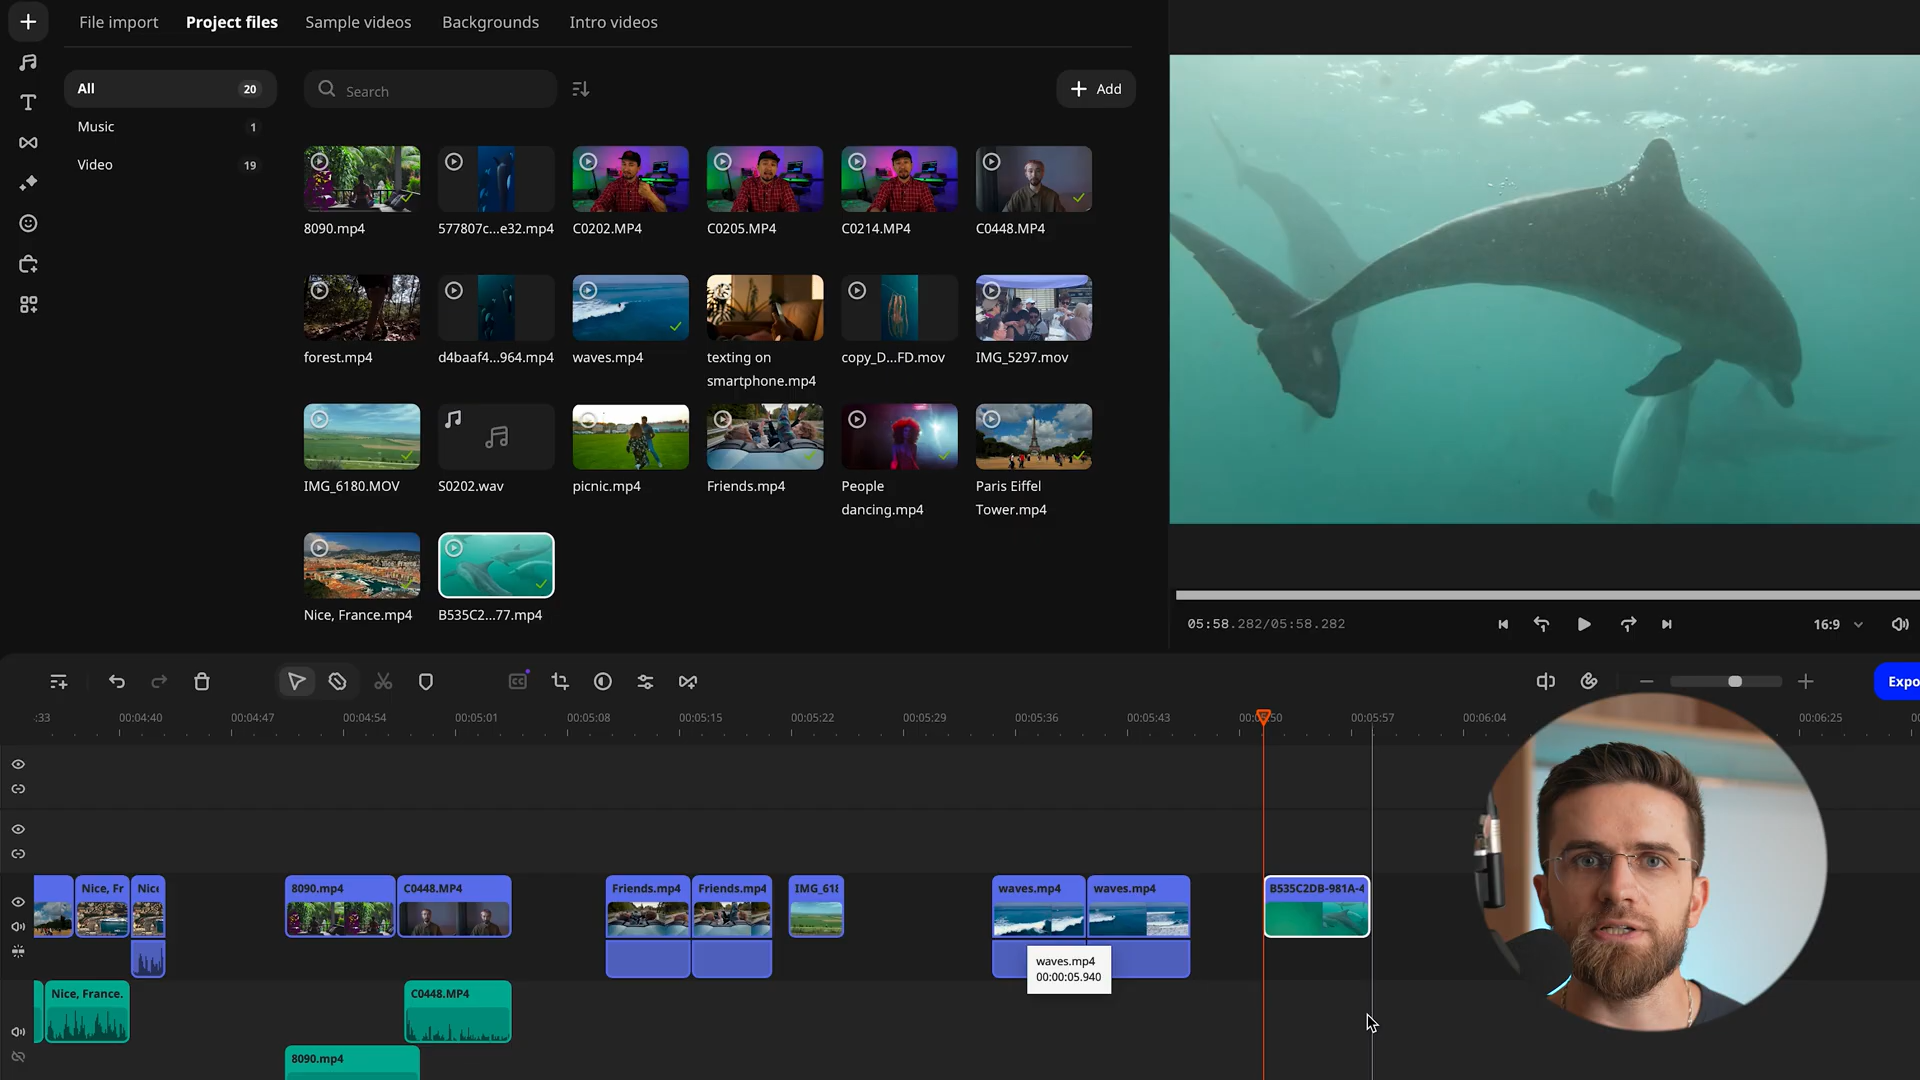 File import Project files Sample videos Backgrounds Intro videos
All 20
Search
Add
Music 1
Video 19
8090.mp4 577807c...e32.mp4 C0202.MP4 C0205.MP4 C0214.MP4 C0448.MP4
forest.mp4 d4baaf4...964.mp4 waves.mp4 texting on smartphone.mp4 copy_D...FD.mov IMG_5297.mov
IMG_6180.MOV S0202.wav picnic.mp4 Friends.mp4 People dancing.mp4 Paris Eiffel Tower.mp4
Nice, France.mp4 B535C2...77.mp4
05:58.282/05:58.282
16:9
CC
Expo
:33 00:04:40 00:04:47 00:04:54 00:05:01 00:05:08 00:05:15 00:05:22 00:05:29 00:05:36 00:05:43 00:05:50 00:05:57 00:06:04 00:06:25
Nice, Fr Nice 8090.mp4 C0448.MP4 Friends.mp4 Friends.mp4 IMG_618 waves.mp4 waves.mp4 B535C2DB-981A-4
waves.mp4
00:00:05.940
Nice, France. C0448.MP4
8090.mp4